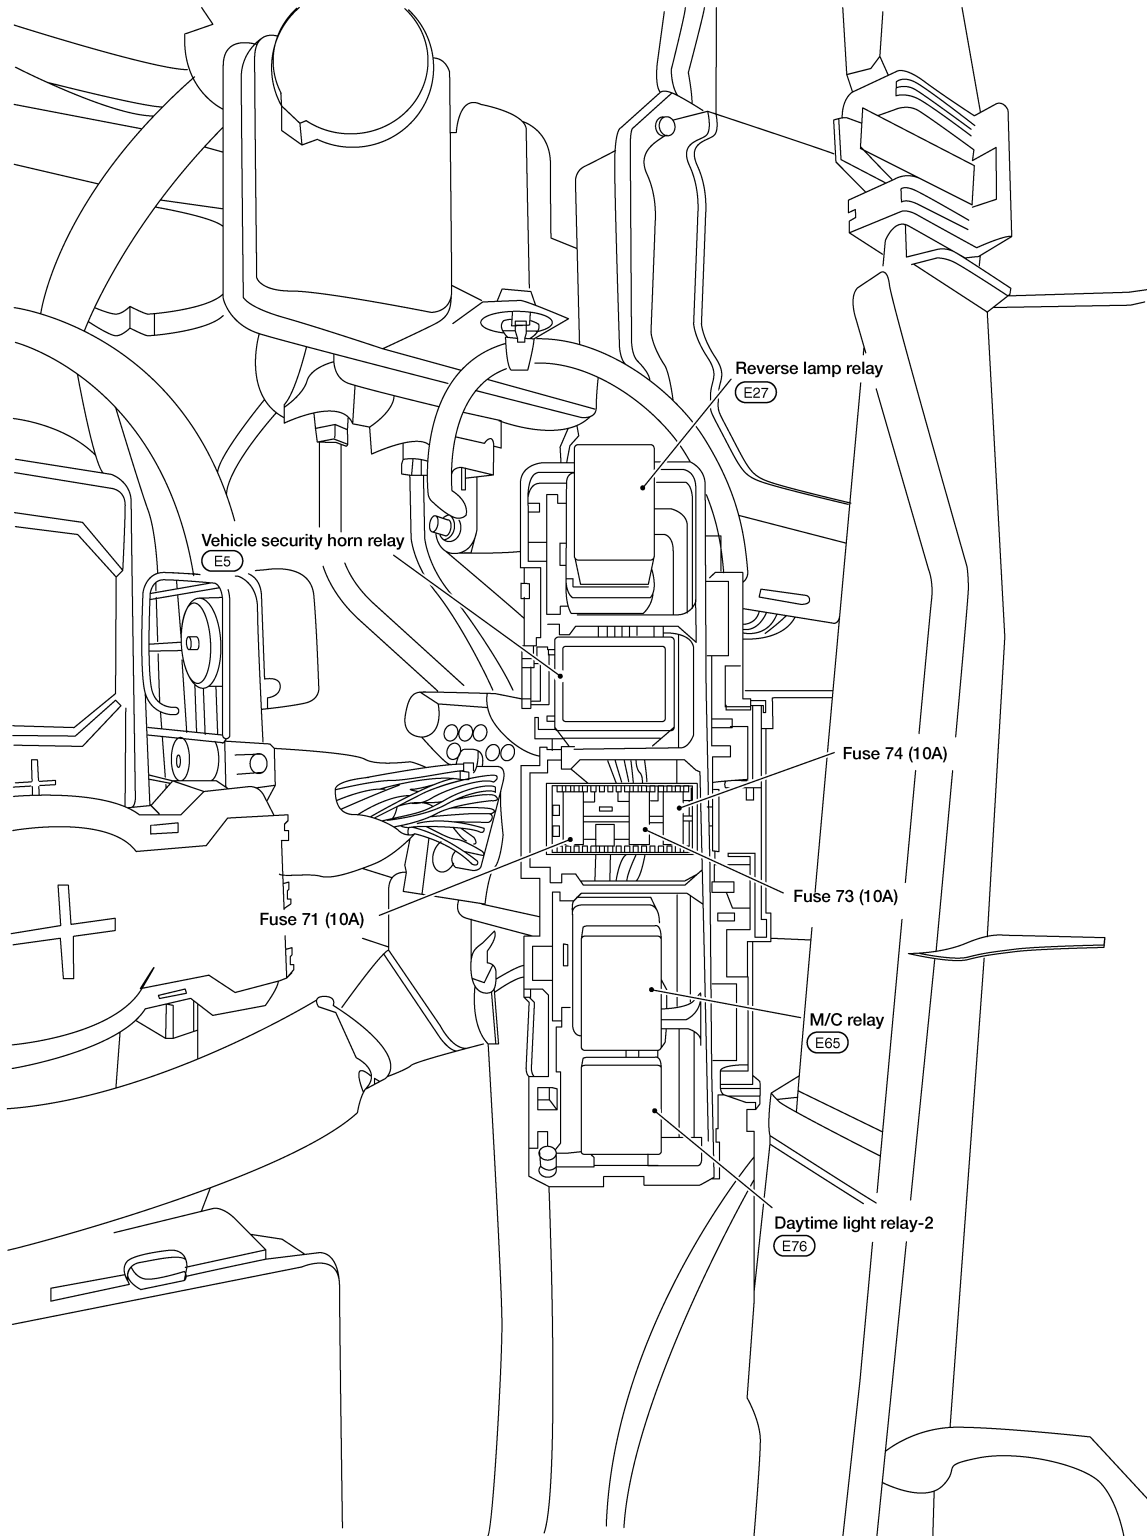 Reverse lamp relay
E27
Vehicle security horn relay
E5
Fuse 74 (10A)
Fuse 73 (10A)
Fuse 71 (10A)
M/C relay
E65
Daytime light relay-2
E76